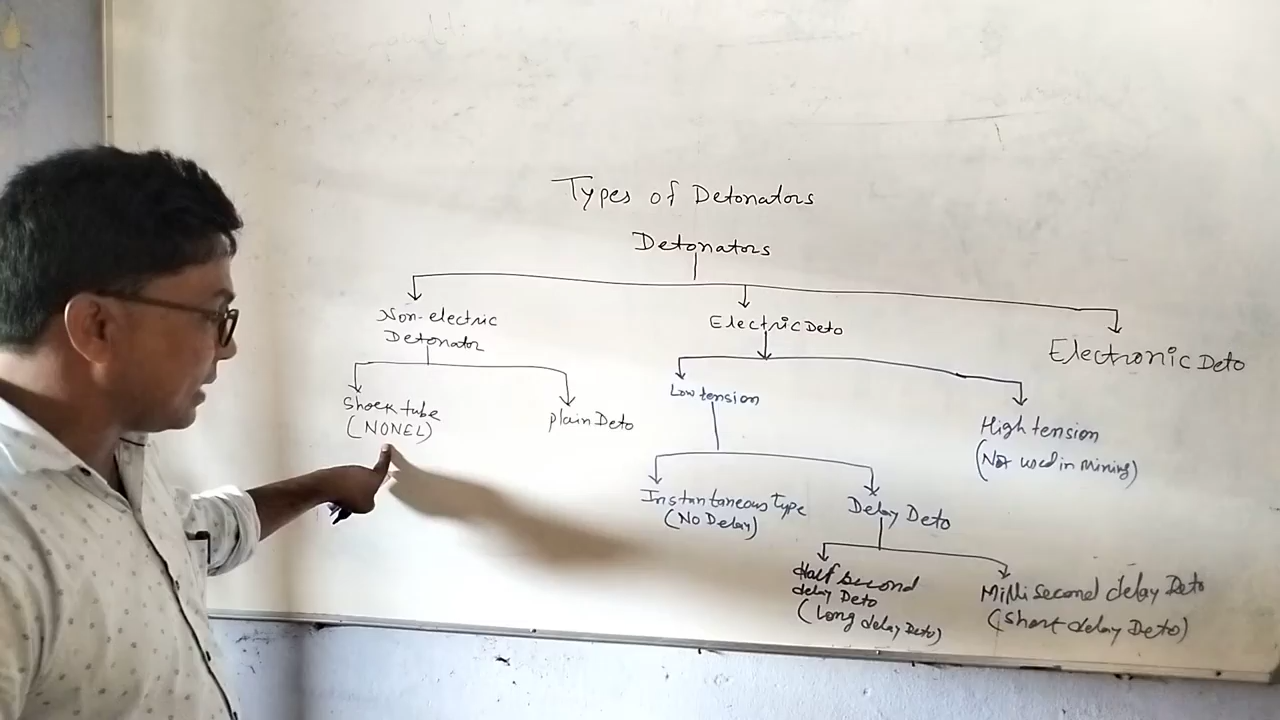 Types of Detonators
Detonators
Non-electric
Detonator
Electric Deto
Electronic Deto
Shock tube
(NONEL)
plain Deto
Low tension
High tension
(Not used in mining)
Instantaneous Type
(No Delay)
Delay Deto
Half second
delay Deto
(long delay Deto)
Milli second delay Deto
(short delay Deto)